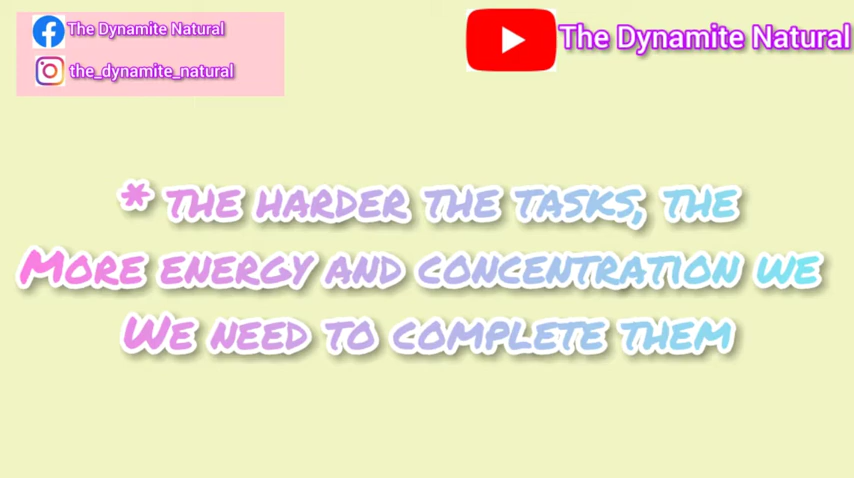 The Dynamite Natural
the_dynamite_natural
The Dynamite Natural
* the harder the tasks, the
More energy and concentration we
We need to complete them